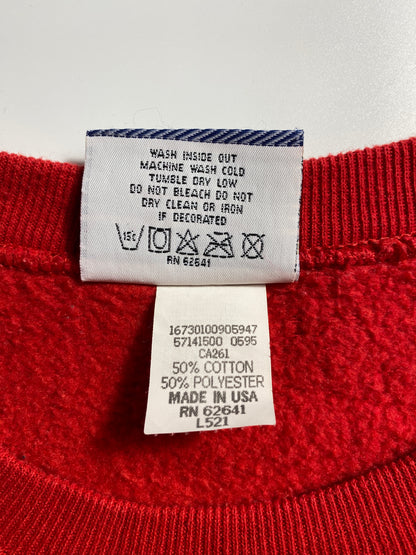 WASH INSIDE OUT
MACHINE WASH COLD
TUMBLE DRY LOW
DO NOT BLEACH DO NOT
DRY CLEAN OR IRON
IF DECORATED
15c
RN 62641
16730100905947
57141500 0595
CA261
50% COTTON
50% POLYESTER
MADE IN USA
RN 62641
L521